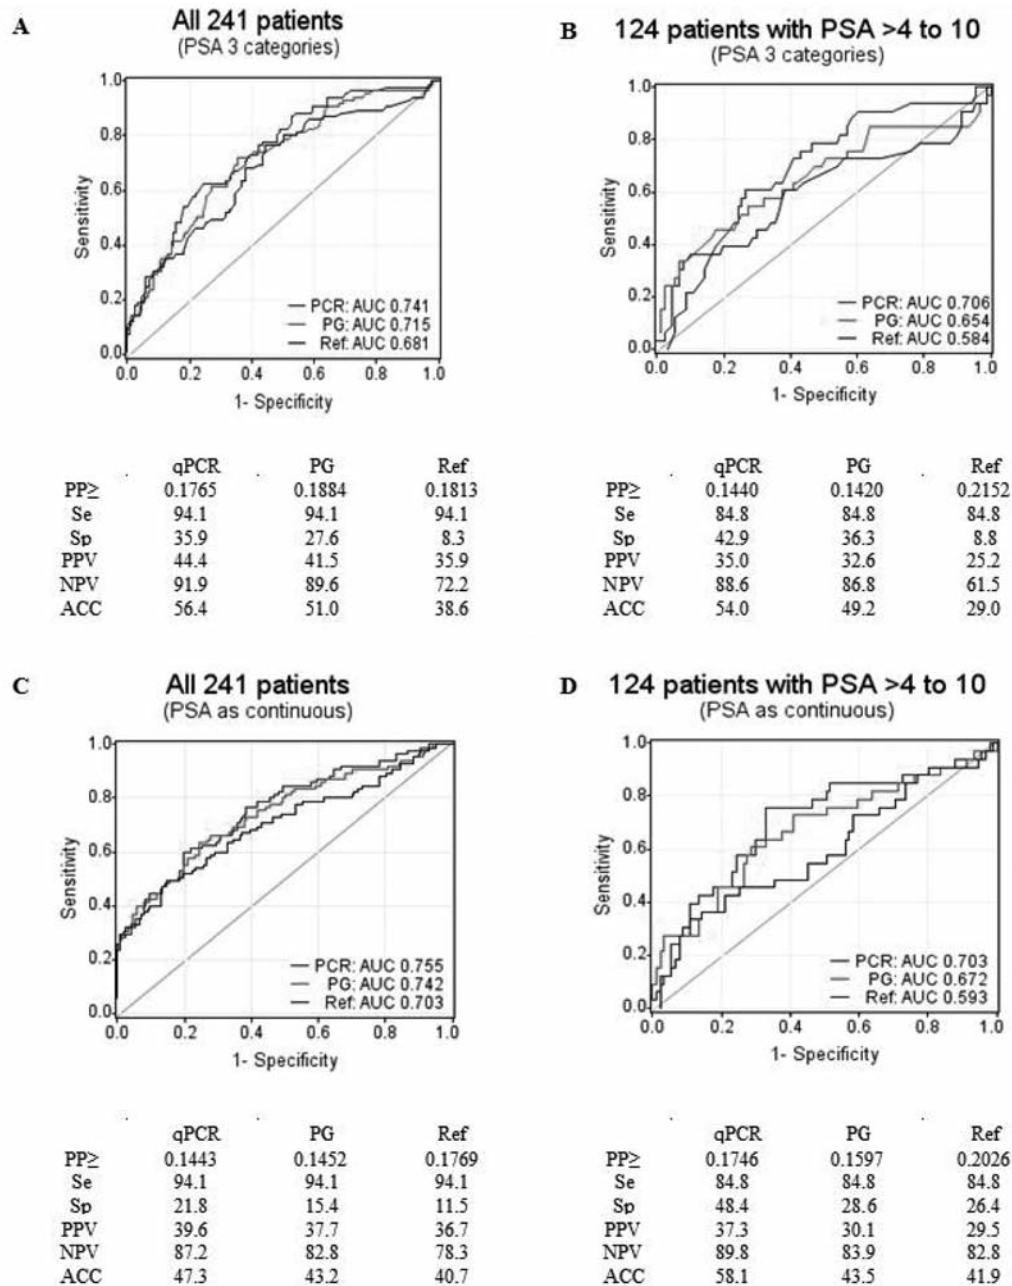 A
All 241 patients
(PSA 3 categories)
1.0
0.8
0.6
0.4
0.2
0.0
Sensitivity
PCR: AUC 0.741
PG: AUC 0.715
Ref: AUC 0.681
0.0 0.2 0.4 0.6 0.8 1.0
1- Specificity
qPCR PG Ref
PP≥ 0.1765 0.1884 0.1813
Se 94.1 94.1 94.1
Sp 35.9 27.6 8.3
PPV 44.4 41.5 35.9
NPV 91.9 89.6 72.2
ACC 56.4 51.0 38.6
B
124 patients with PSA >4 to 10
(PSA 3 categories)
1.0
0.8
0.6
0.4
0.2
0.0
Sensitivity
PCR: AUC 0.706
PG: AUC 0.654
Ref: AUC 0.584
0.0 0.2 0.4 0.6 0.8 1.0
1- Specificity
qPCR PG Ref
PP≥ 0.1440 0.1420 0.2152
Se 84.8 84.8 84.8
Sp 42.9 36.3 8.8
PPV 35.0 32.6 25.2
NPV 88.6 86.8 61.5
ACC 54.0 49.2 29.0
C
All 241 patients
(PSA as continuous)
1.0
0.8
0.6
0.4
0.2
0.0
Sensitivity
PCR: AUC 0.755
PG: AUC 0.742
Ref: AUC 0.703
0.0 0.2 0.4 0.6 0.8 1.0
1- Specificity
qPCR PG Ref
PP≥ 0.1443 0.1452 0.1769
Se 94.1 94.1 94.1
Sp 21.8 15.4 11.5
PPV 39.6 37.7 36.7
NPV 87.2 82.8 78.3
ACC 47.3 43.2 40.7
D
124 patients with PSA >4 to 10
(PSA as continuous)
1.0
0.8
0.6
0.4
0.2
0.0
Sensitivity
PCR: AUC 0.703
PG: AUC 0.672
Ref: AUC 0.593
0.0 0.2 0.4 0.6 0.8 1.0
1- Specificity
qPCR PG Ref
PP≥ 0.1746 0.1597 0.2026
Se 84.8 84.8 84.8
Sp 48.4 28.6 26.4
PPV 37.3 30.1 29.5
NPV 89.8 83.9 82.8
ACC 58.1 43.5 41.9